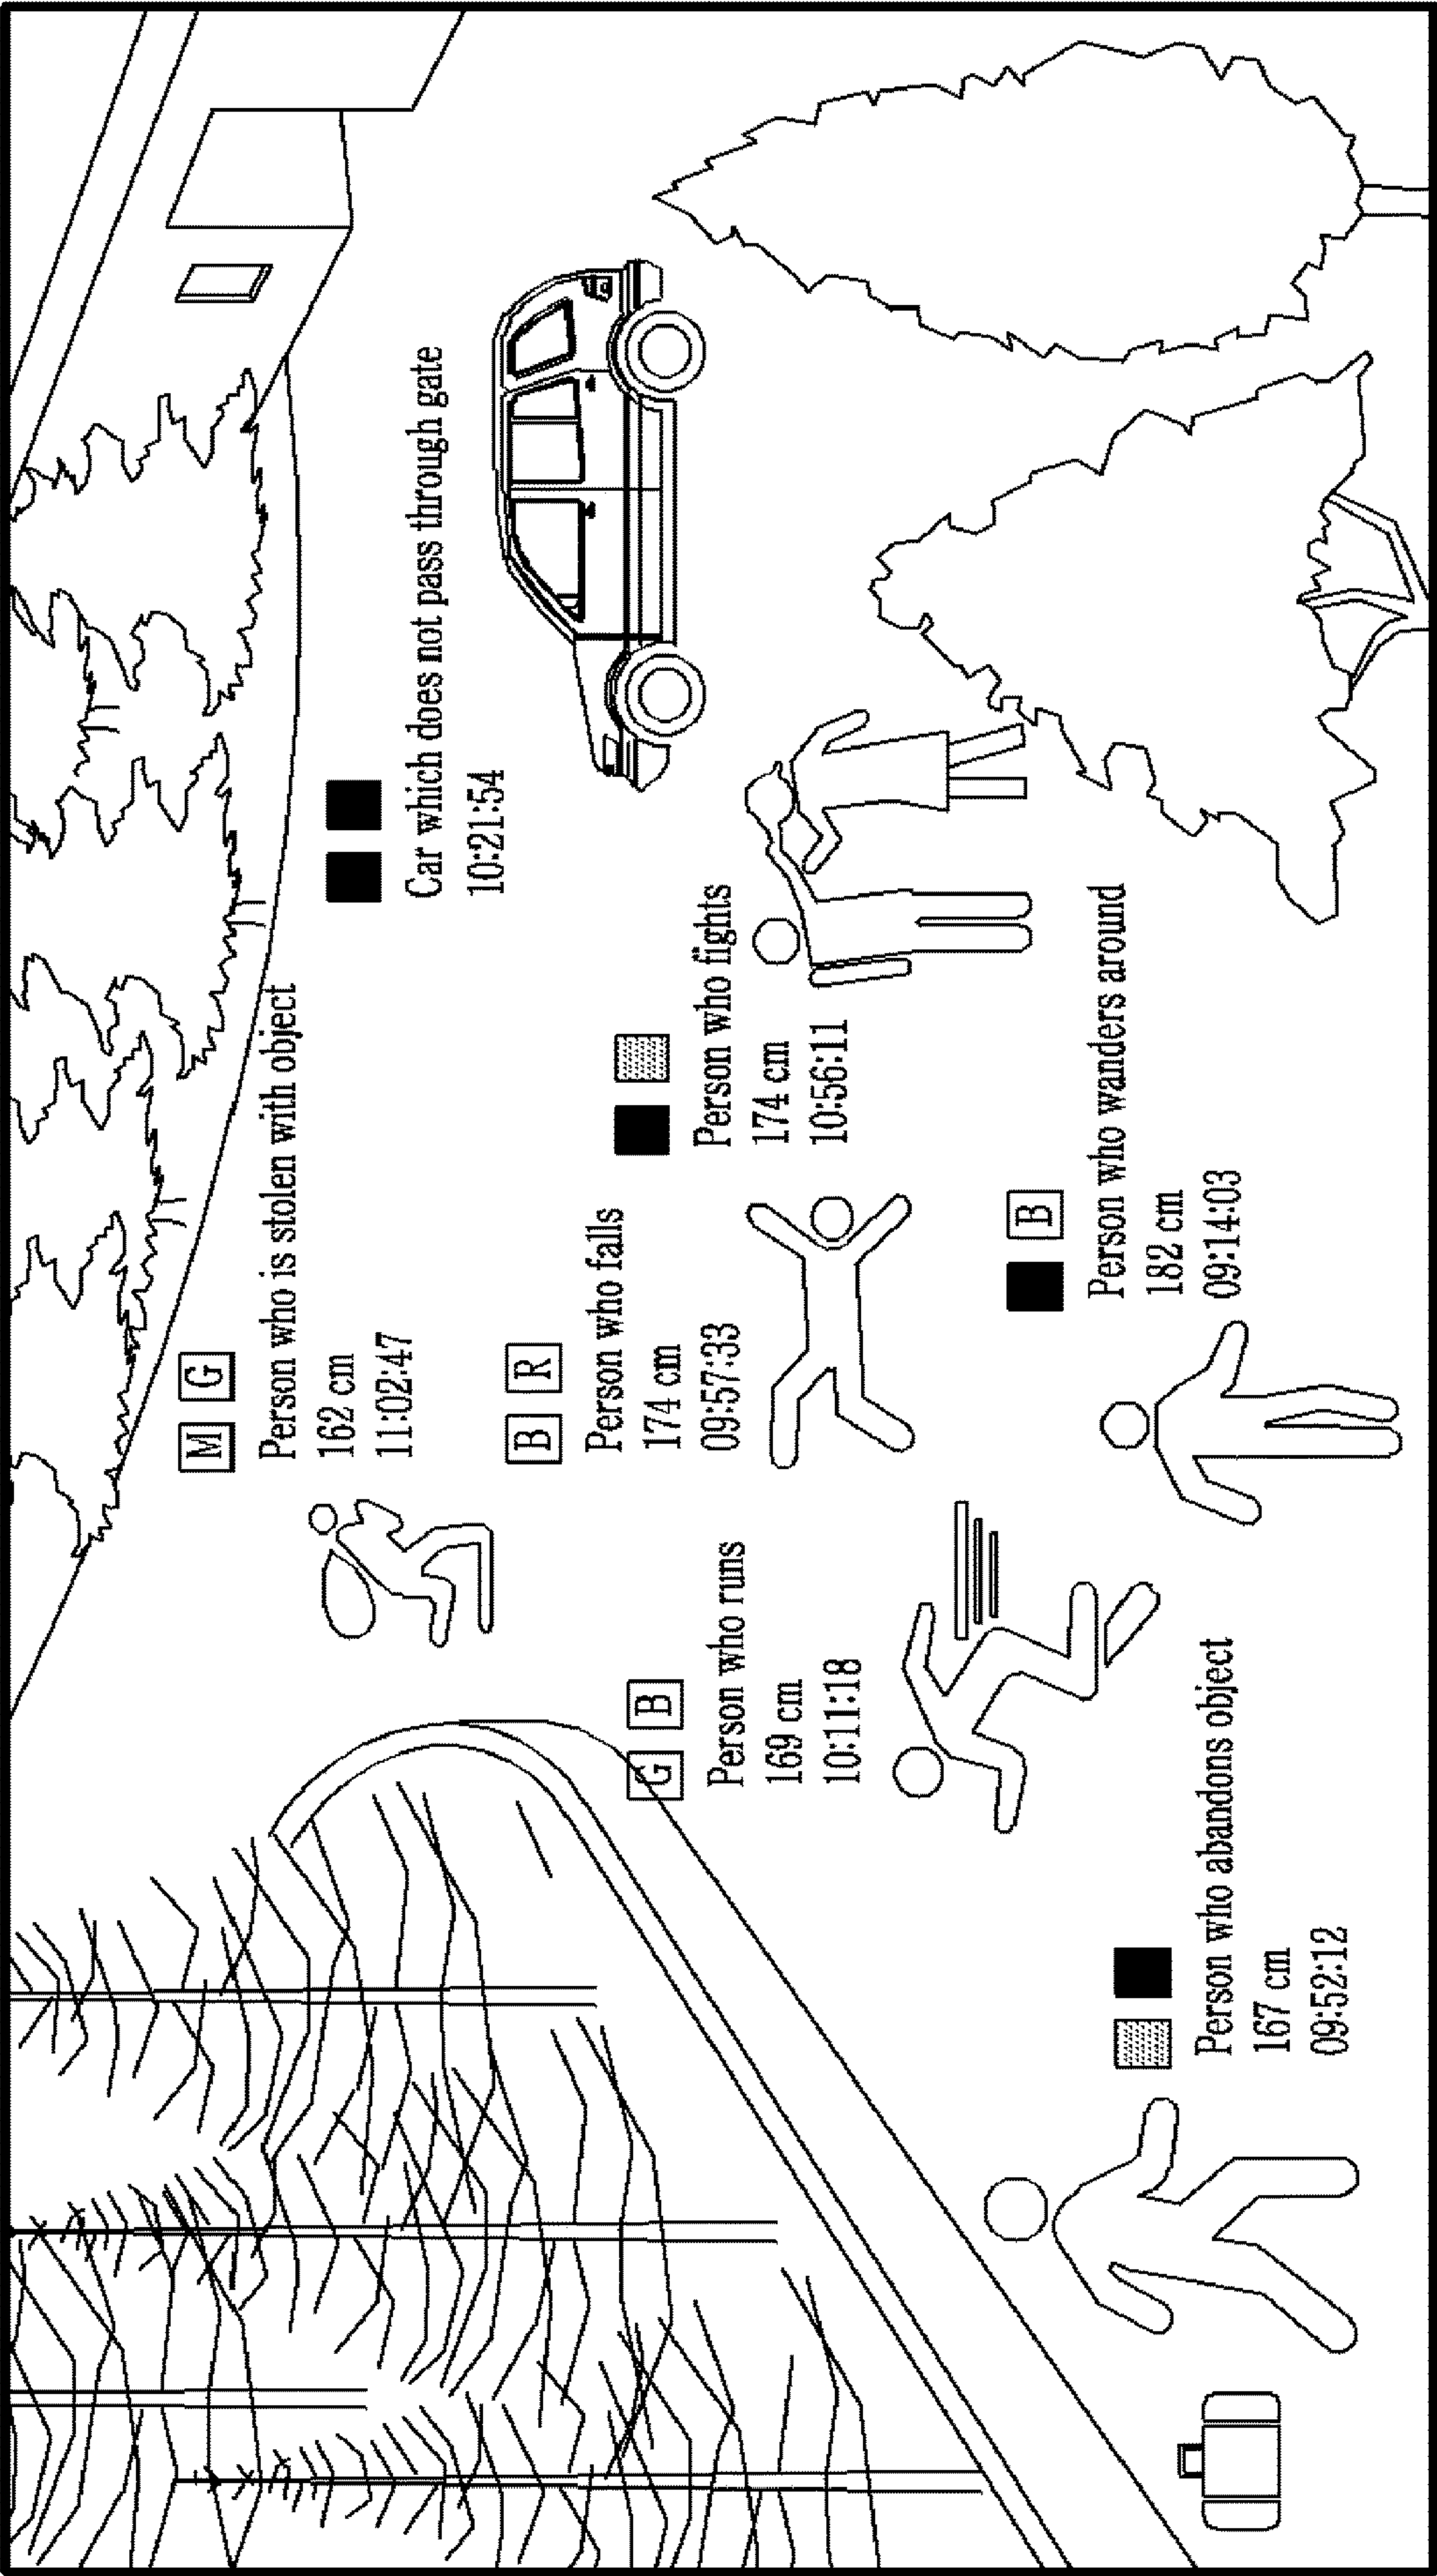 M G
Person who is stolen with object
162 cm
11:02:47
Car which does not pass through gate
10:21:54
B R
Person who falls
174 cm
09:57:33
Person who fights
174 cm
10:56:11
G B
Person who runs
169 cm
10:11:18
B
Person who wanders around
182 cm
09:14:03
Person who abandons object
167 cm
09:52:12